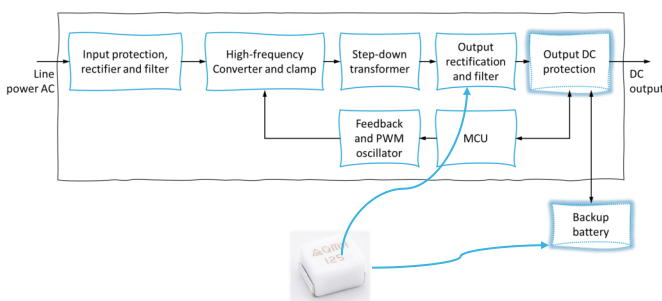 Line
power AC
Input protection,
rectifier and filter
High-frequency
Converter and clamp
Step-down
transformer
Output
rectification
and filter
Output DC
protection
DC
output
Feedback
and PWM
oscillator
MCU
Backup
battery
125